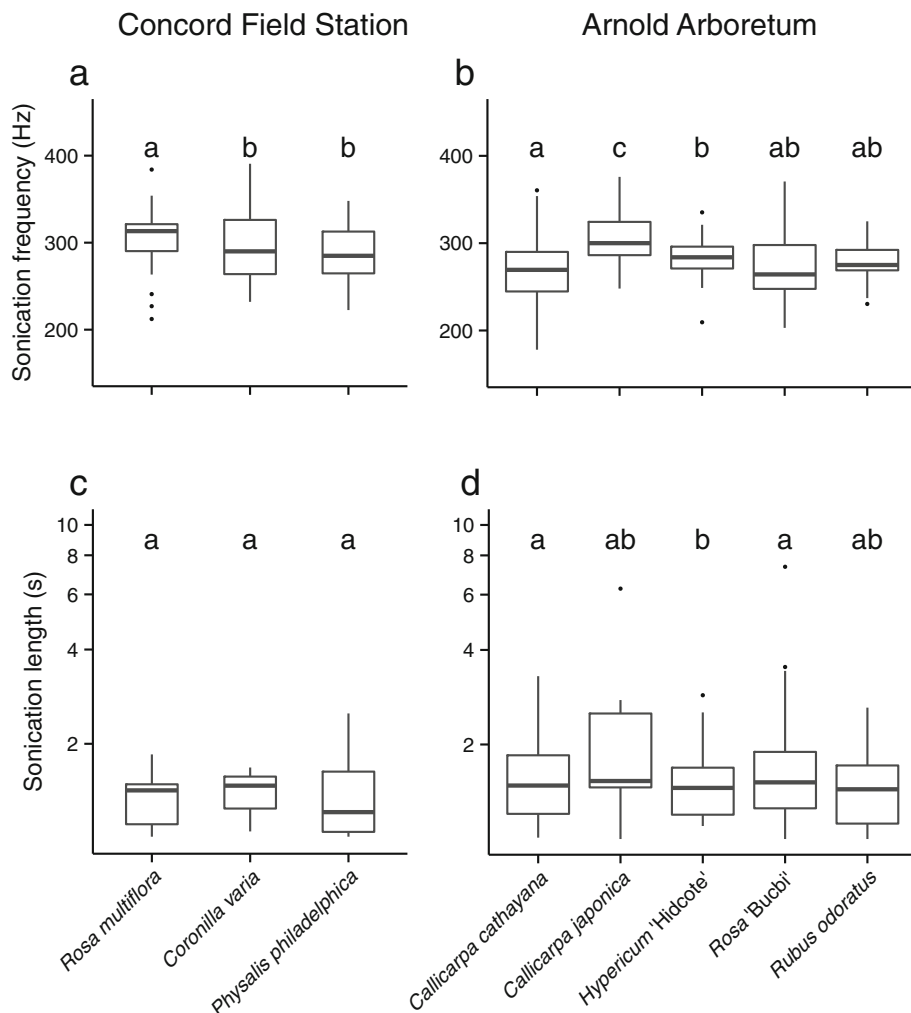 Concord Field Station
Arnold Arboretum
a
b
Sonication frequency (Hz)
400
300
200
a
b
b
400
300
200
a
c
b
ab
ab
c
d
Sonication length (s)
10
8
6
4
2
a
a
a
10
8
6
4
2
a
ab
b
a
ab
Rosa multiflora
Coronilla varia
Physalis philadelphica
Callicarpa cathayana
Callicarpa japonica
Hypericum 'Hidcote'
Rosa 'Bucbi'
Rubus odoratus